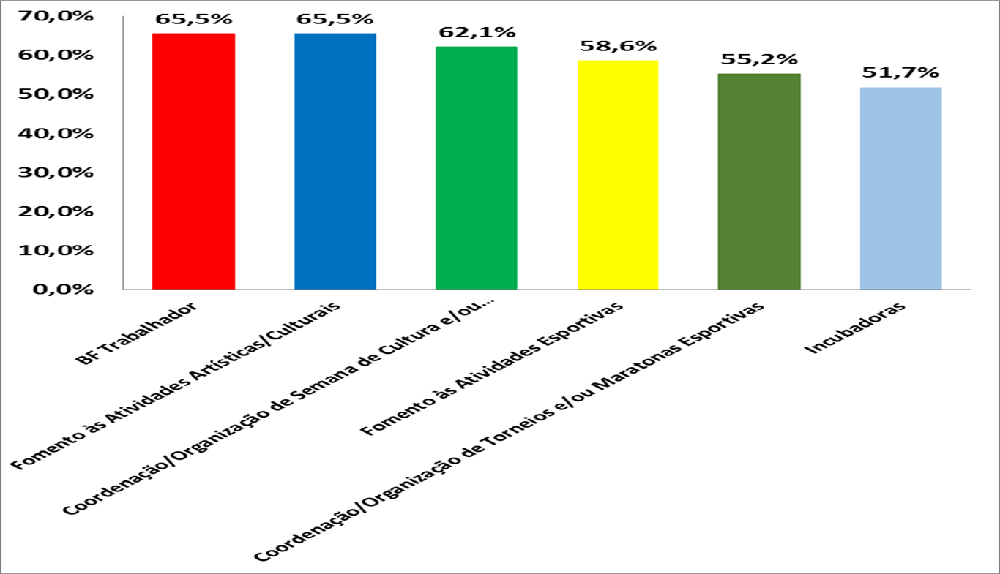 70,0%
60,0%
50,0%
40,0%
30,0%
20,0%
10,0%
0,0%
65,5%
65,5%
62,1%
58,6%
55,2%
51,7%
BF Trabalhador
Fomento às Atividades Artísticas/Culturais
Coordenação/Organização de Semana de Cultura e/ou...
Fomento às Atividades Esportivas
Coordenação/Organização de Torneios e/ou Maratonas Esportivas
Incubadoras